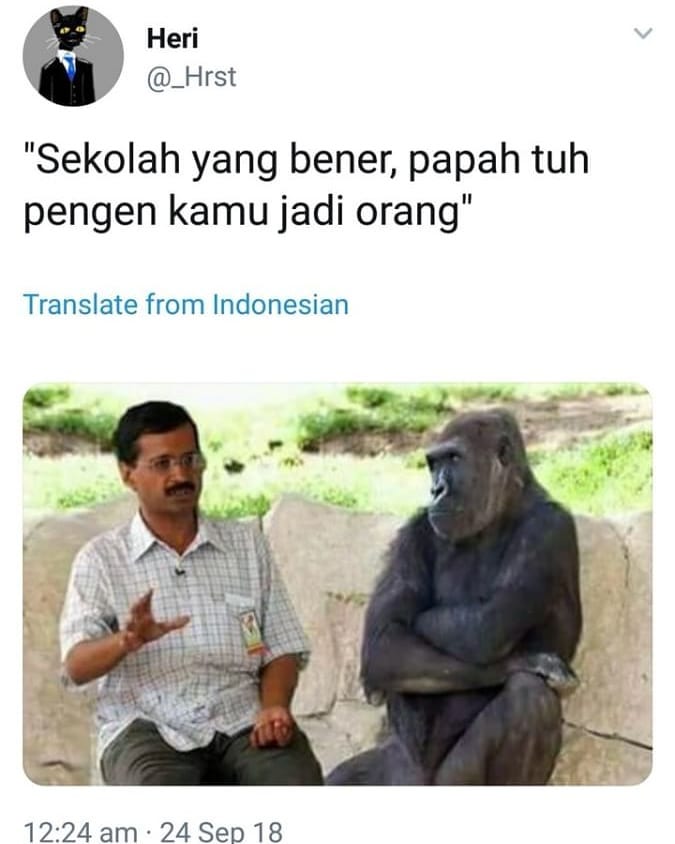 Heri
@_Hrst
"Sekolah yang bener, papah tuh
pengen kamu jadi orang"
Translate from Indonesian
12:24 am · 24 Sep 18